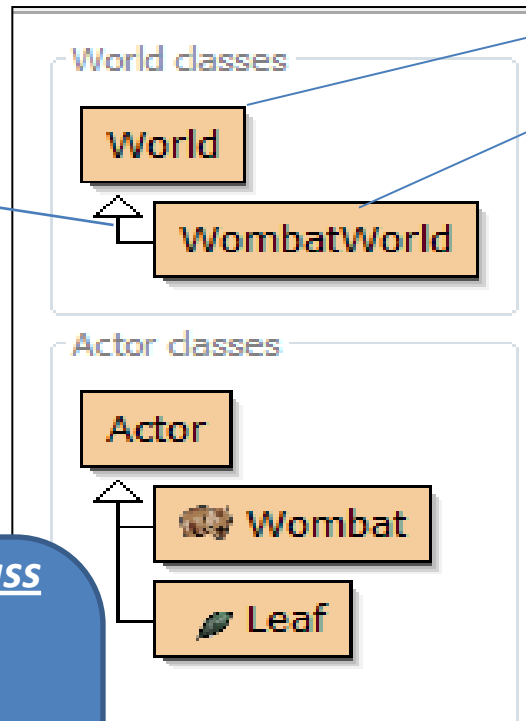 World classes
World
WombatWorld
Actor classes
Actor
Wombat
Leaf